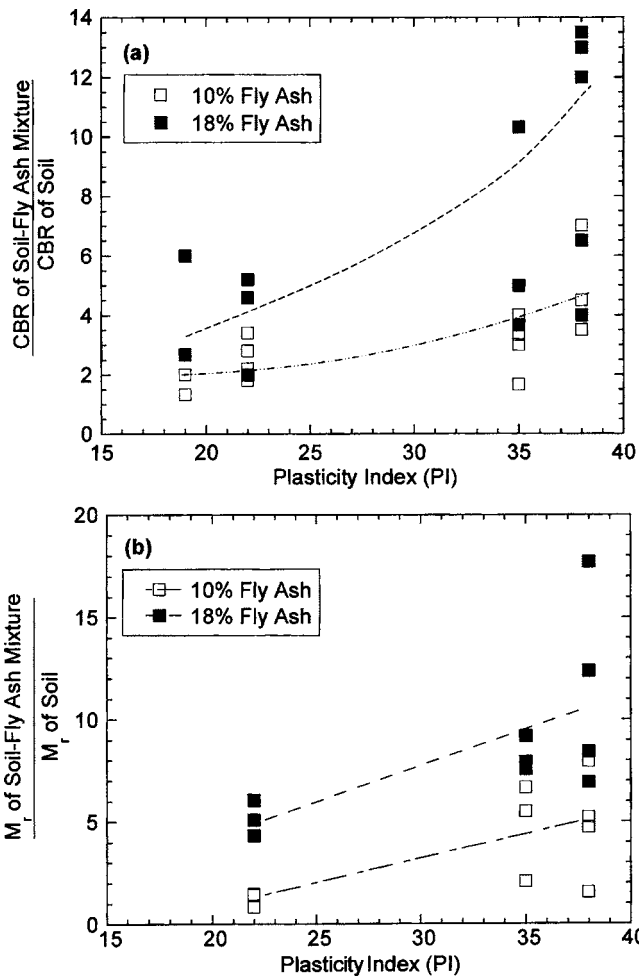 (a)
10% Fly Ash
18% Fly Ash
CBR of Soil-Fly Ash Mixture
CBR of Soil
14
12
10
8
6
4
2
0
15 20 25 30 35 40
Plasticity Index (PI)
(b)
10% Fly Ash
18% Fly Ash
M_r of Soil-Fly Ash Mixture
M_r of Soil
20
15
10
5
0
15 20 25 30 35 40
Plasticity Index (PI)